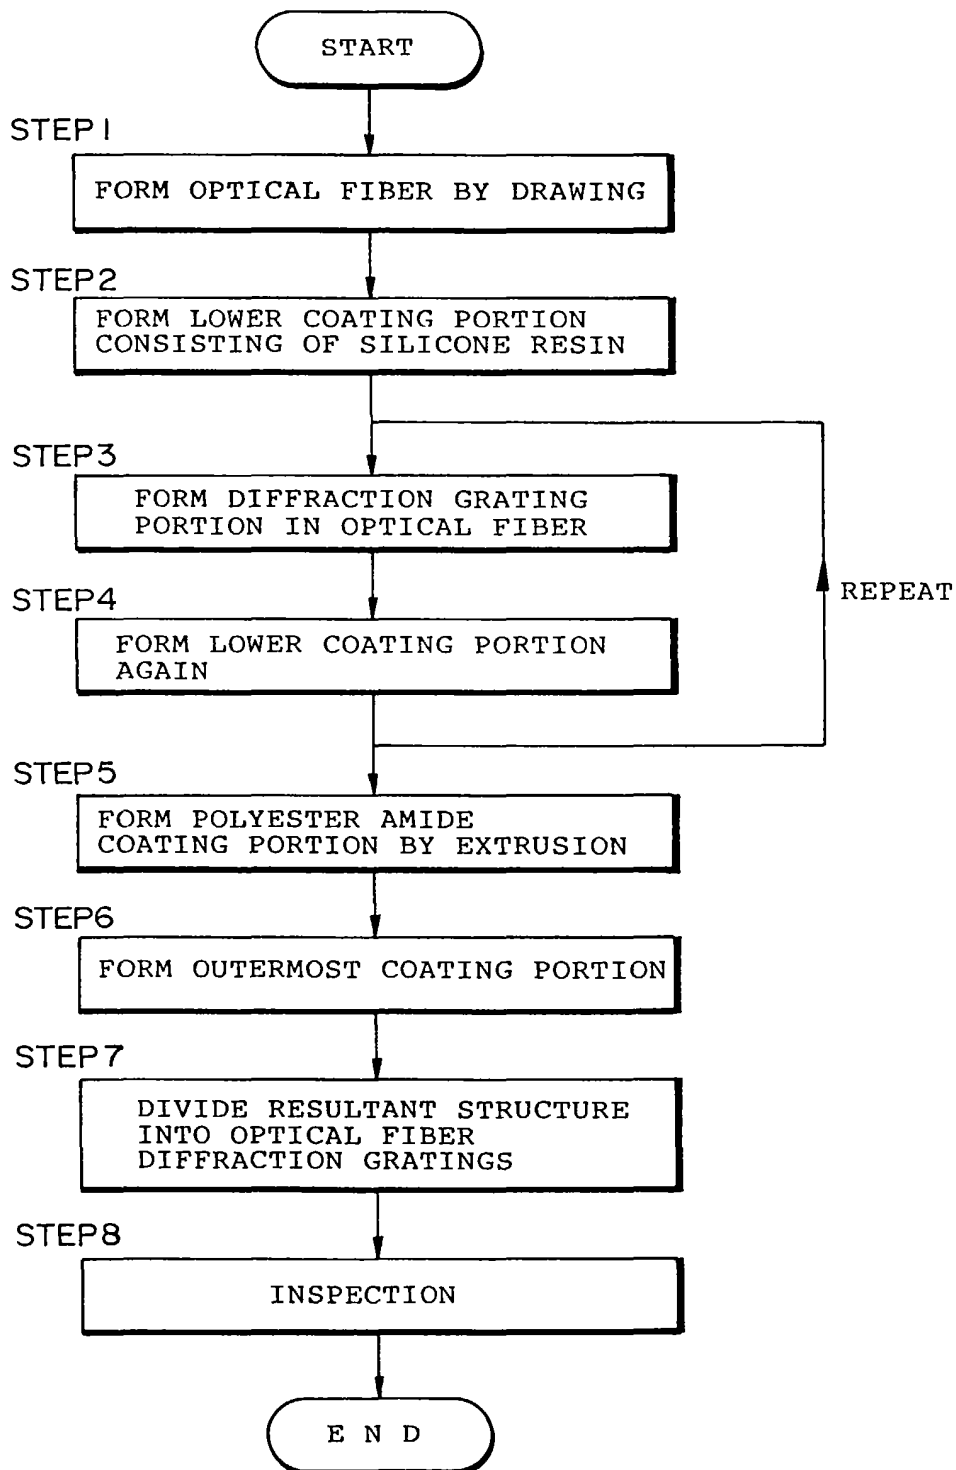 START
STEP1
FORM OPTICAL FIBER BY DRAWING
STEP2
FORM LOWER COATING PORTION
CONSISTING OF SILICONE RESIN
STEP3
FORM DIFFRACTION GRATING
PORTION IN OPTICAL FIBER
STEP4
REPEAT
FORM LOWER COATING PORTION
AGAIN
STEP5
FORM POLYESTER AMIDE
COATING PORTION BY EXTRUSION
STEP6
FORM OUTERMOST COATING PORTION
STEP7
DIVIDE RESULTANT STRUCTURE
INTO OPTICAL FIBER
DIFFRACTION GRATINGS
STEP8
INSPECTION
END